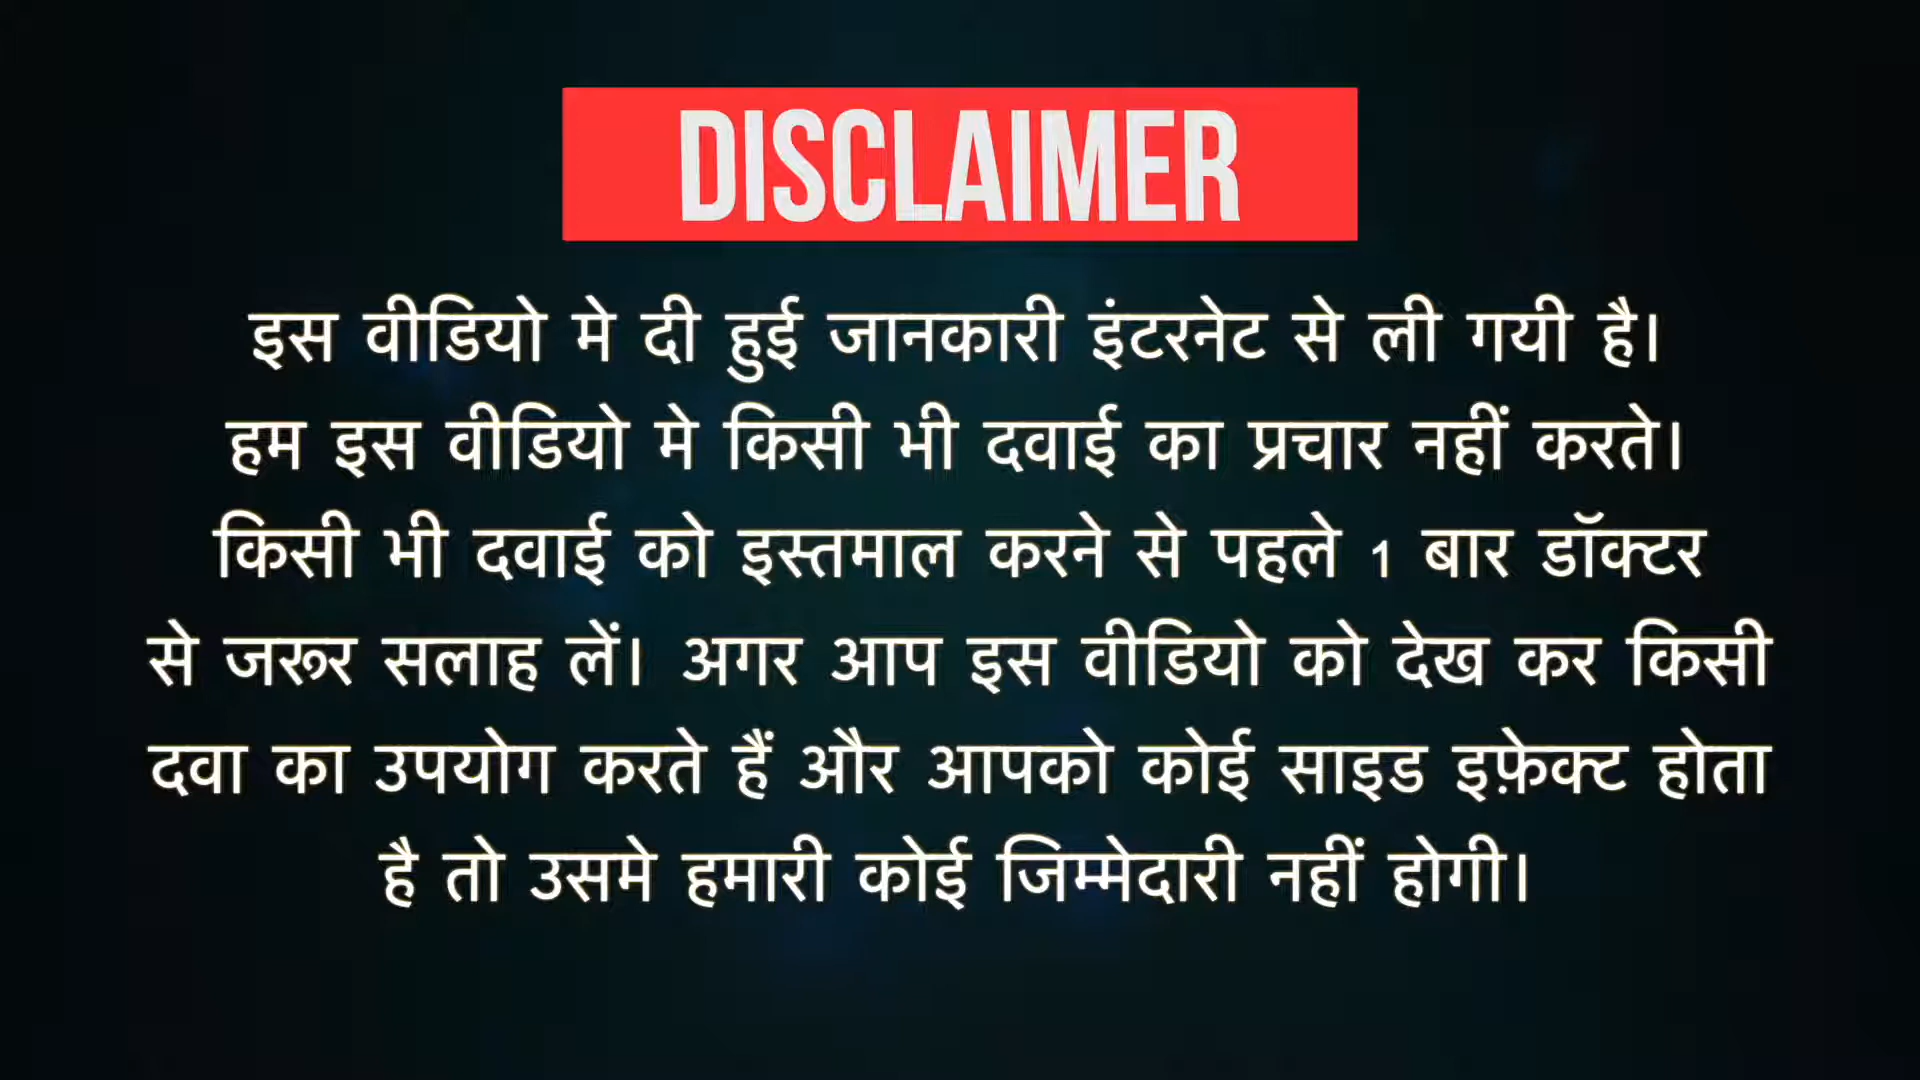 DISCLAIMER
इस वीडियो मे दी हुई जानकारी इंटरनेट से ली गयी है।
हम इस वीडियो मे किसी भी दवाई का प्रचार नहीं करते।
किसी भी दवाई को इस्तमाल करने से पहले 1 बार डॉक्टर
से जरूर सलाह लें। अगर आप इस वीडियो को देख कर किसी
दवा का उपयोग करते हैं और आपको कोई साइड इफ़ेक्ट होता
है तो उसमे हमारी कोई जिम्मेदारी नहीं होगी।